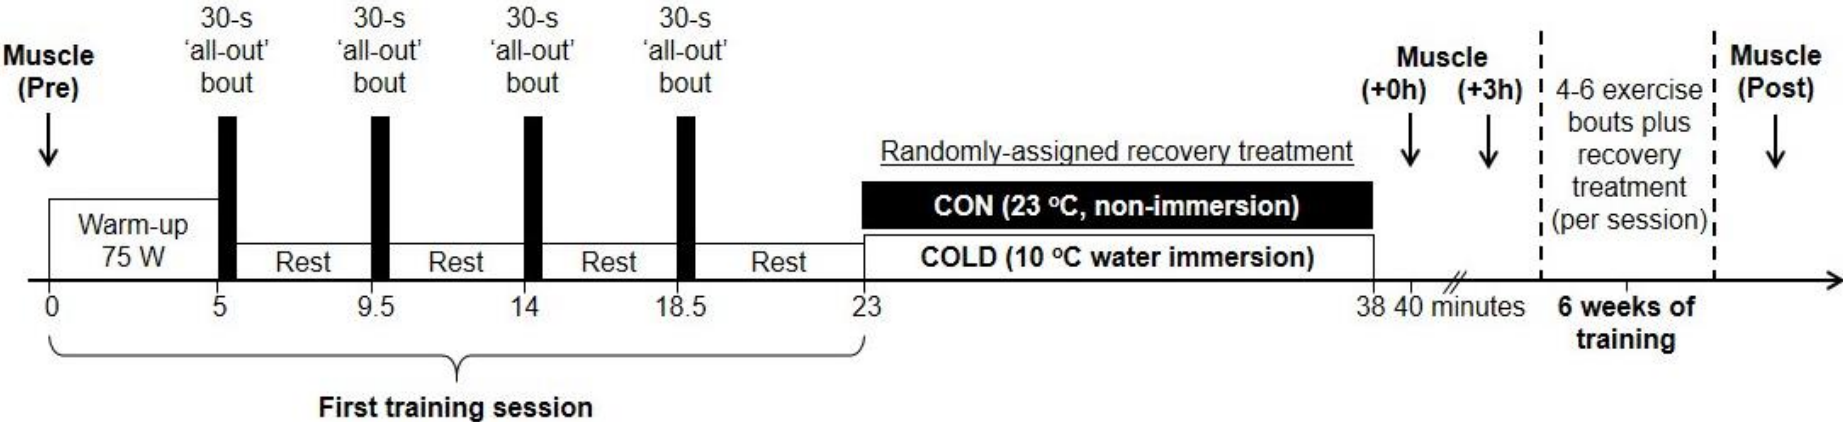 Muscle
(Pre)
30-s
‘all-out’
bout
30-s
‘all-out’
bout
30-s
‘all-out’
bout
30-s
‘all-out’
bout
Muscle
(+0h) (+3h)
4-6 exercise
bouts plus
recovery
treatment
(per session)
Muscle
(Post)
Randomly-assigned recovery treatment
CON (23 ºC, non-immersion)
COLD (10 ºC water immersion)
Warm-up
75 W
Rest
Rest
Rest
Rest
0 5 9.5 14 18.5 23 38 40 minutes
6 weeks of
training
First training session